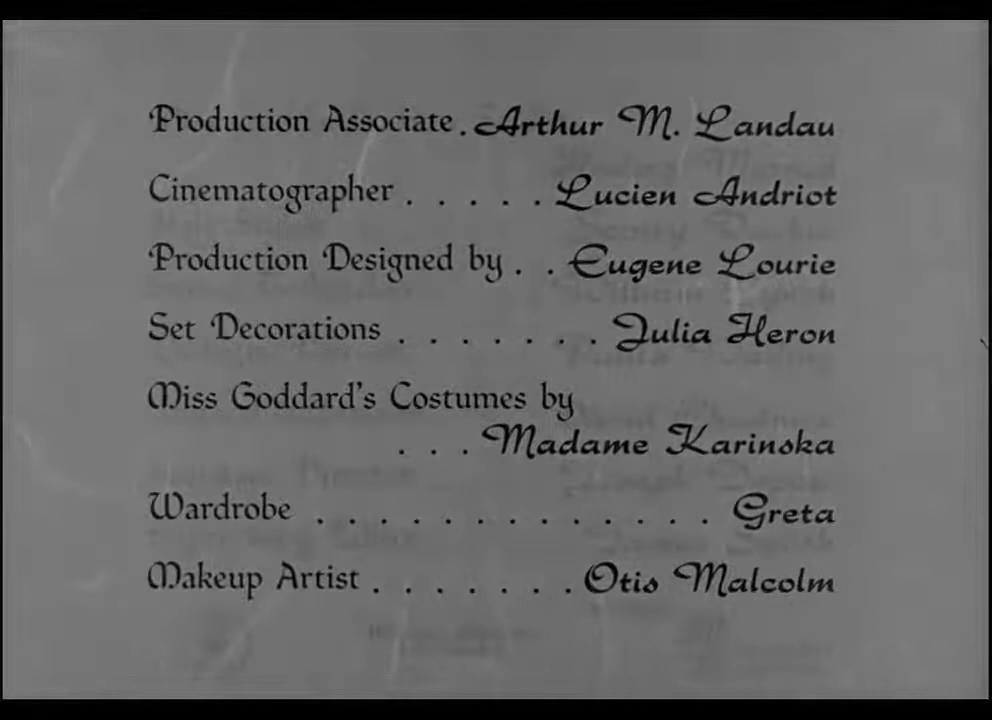 Production Associate . Arthur M. Landau
Cinematographer . . . . . Lucien Andriot
Production Designed by . . Eugene Lourie
Set Decorations . . . . . . . Julia Heron
Miss Goddard's Costumes by
. . . Madame Karinska
Wardrobe . . . . . . . . . . . . . Greta
Makeup Artist . . . . . . . Otis Malcolm